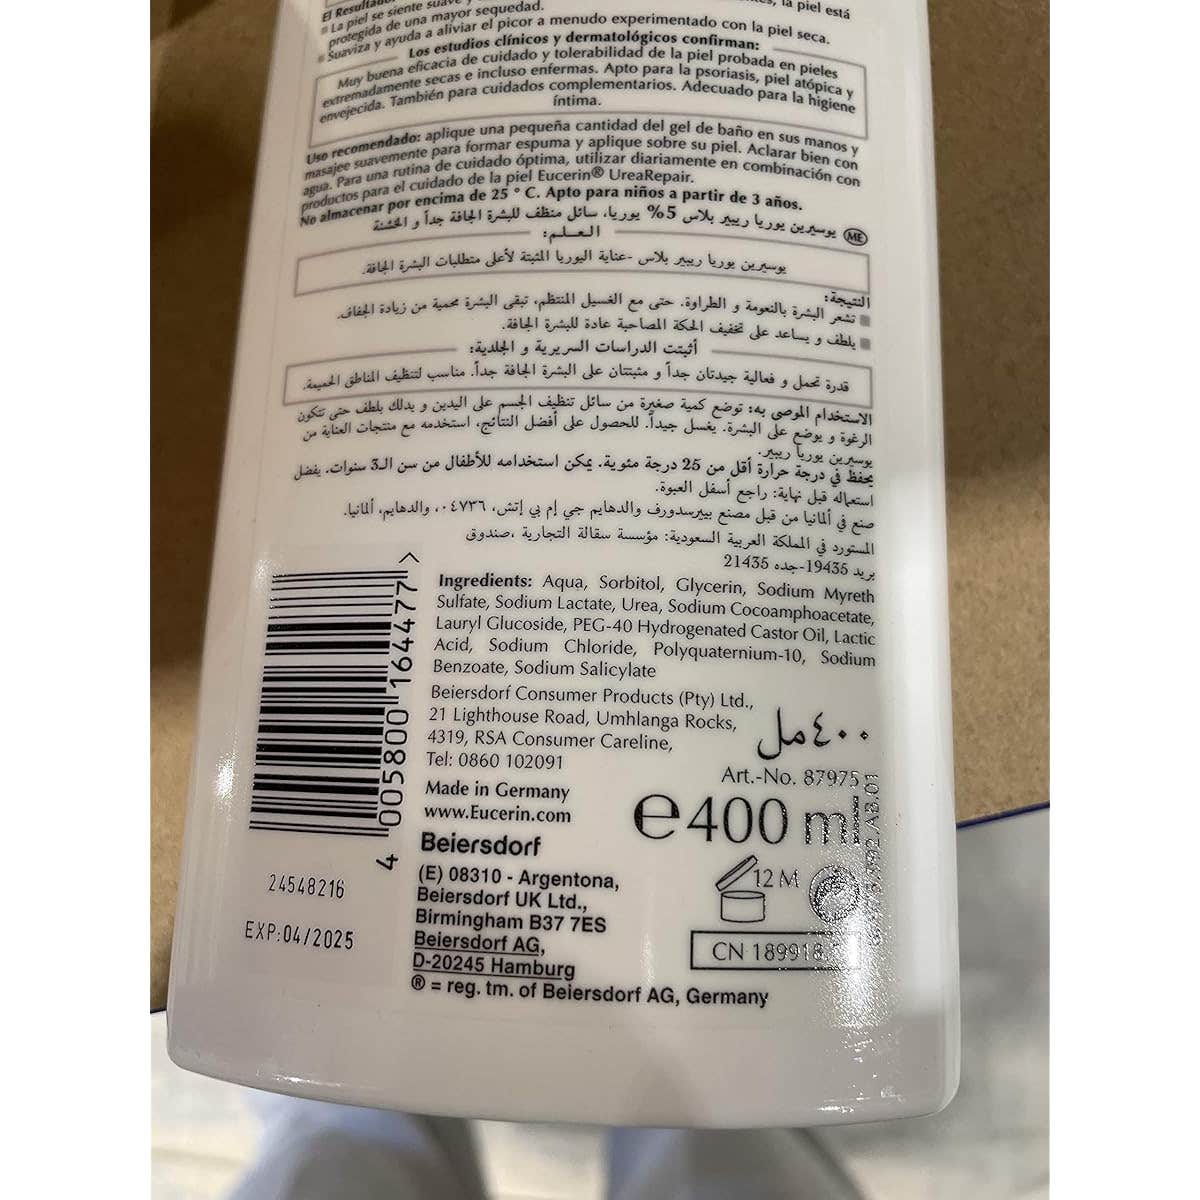 El Resultado
la piel está
La piel se siente suave y
protegida de una mayor sequedad.
Suaviza y ayuda a aliviar el picor a menudo experimentado con la piel seca.
Los estudios clínicos y dermatológicos confirman:
Muy buena eficacia de cuidado y tolerabilidad de la piel probada en pieles
extremadamente secas e incluso enfermas. Apto para la psoriasis, piel atópica y
envejecida. También para cuidados complementarios. Adecuado para la higiene
íntima.
Uso recomendado: aplique una pequeña cantidad del gel de baño en sus manos y
masajee suavemente para formar espuma y aplique sobre su piel. Aclarar bien con
agua. Para una rutina de cuidado óptima, utilizar diariamente en combinación con
productos para el cuidado de la piel Eucerin® UreaRepair.
No almacenar por encima de 25 ° C. Apto para niños a partir de 3 años.
ME يوسيرين يوريا ريبير بلاس 5% يوريا، سائل منظف للبشرة الجافة جداً و الخشنة
العلم:
يوسيرين يوريا ريبير بلاس -عناية اليوريا المثبتة لأعلى متطلبات البشرة الجافة.
النتيجة:
تشعر البشرة بالنعومة و الطراوة. حتى مع الغسيل المنتظم، تبقى البشرة محمية من زيادة الجفاف.
يلطف و يساعد على تخفيف الحكة المصاحبة عادة للبشرة الجافة.
أثبتت الدراسات السريرية و الجلدية:
قدرة تحمل و فعالية جيدتان جداً و مثبتتان على البشرة الجافة جداً. مناسب لتنظيف المناطق الحميمة.
الاستخدام الموصى به: توضع كمية صغيرة من سائل تنظيف الجسم على اليدين و يدلك بلطف حتى تتكون
الرغوة و يوضع على البشرة. يغسل جيداً. للحصول على أفضل النتائج، استخدمه مع منتجات العناية من
يوسيرين يوريا ريبير.
يحفظ في درجة حرارة أقل من 25 درجة مئوية. يمكن استخدامه للأطفال من سن الـ3 سنوات. يفضل
استعماله قبل نهاية: راجع أسفل العبوة.
صنع في ألمانيا من قبل مصنع بييرسدورف والدهايم جي إم بي إتش، ٠٤٧٣٦، والدهايم، ألمانيا.
المستورد في المملكة العربية السعودية: مؤسسة سقالة التجارية ،صندوق
بريد 19435-جده 21435
Ingredients: Aqua, Sorbitol, Glycerin, Sodium Myreth
Sulfate, Sodium Lactate, Urea, Sodium Cocoamphoacetate,
Lauryl Glucoside, PEG-40 Hydrogenated Castor Oil, Lactic
Acid, Sodium Chloride, Polyquaternium-10, Sodium
Benzoate, Sodium Salicylate
Beiersdorf Consumer Products (Pty) Ltd.,
21 Lighthouse Road, Umhlanga Rocks,
4319, RSA Consumer Careline,
Tel: 0860 102091
Made in Germany
www.Eucerin.com
٤٠٠ مل
Art.-No. 87975
℮400 ml
12 M
CN 189918
4 005800 164477 >
24548216
EXP:04/2025
Beiersdorf
(E) 08310 - Argentona,
Beiersdorf UK Ltd.,
Birmingham B37 7ES
Beiersdorf AG,
D-20245 Hamburg
® = reg. tm. of Beiersdorf AG, Germany